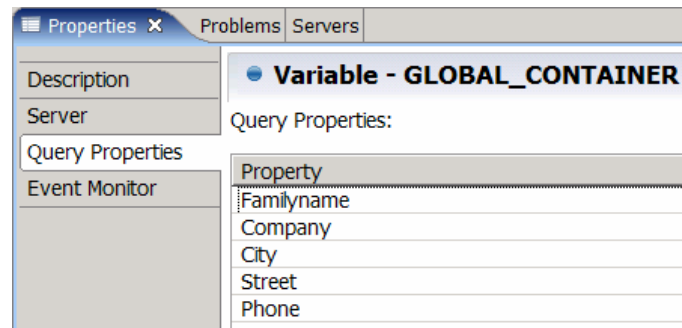 Properties Problems Servers
Description
Server
Query Properties
Event Monitor
Variable - GLOBAL_CONTAINER
Query Properties:
Property
Familyname
Company
City
Street
Phone